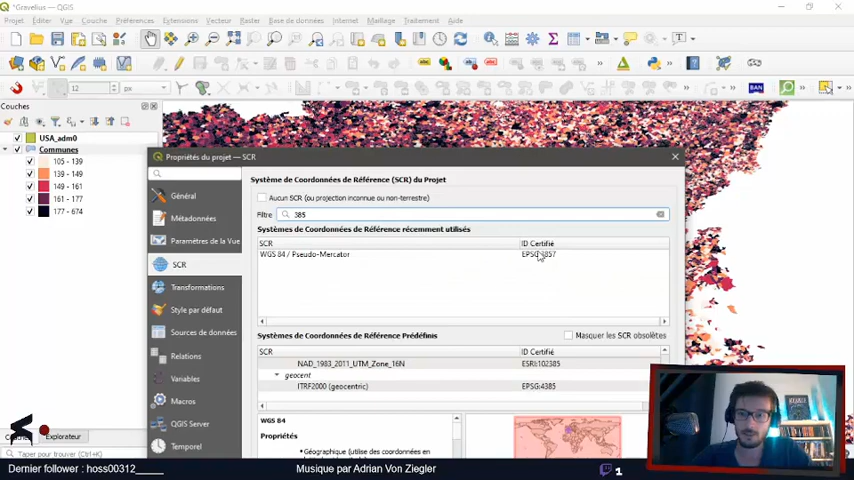 *Gravelius — QGIS
Projet Éditer Vue Couche Préférences Extensions Vecteur Raster Base de données Internet Maillage Traitement Aide
12 px BAN
Couches
USA_adm0
Communes
105 - 139
139 - 149
149 - 161
161 - 177
177 - 674
Propriétés du projet — SCR
Général
Métadonnées
Paramètres de la Vue
SCR
Transformations
Style par défaut
Sources de données
Relations
Variables
Macros
QGIS Server
Temporel
Système de Coordonnées de Référence (SCR) du Projet
Aucun SCR (ou projection inconnue ou non-terrestre)
Filtre 385
Systèmes de Coordonnées de Référence récemment utilisés
SCR ID Certifié
WGS 84 / Pseudo-Mercator EPSG:3857
Systèmes de Coordonnées de Référence Prédéfinis Masquer les SCR obsolètes
SCR ID Certifié
NAD_1983_2011_UTM_Zone_16N ESRI:102385
geocent
ITRF2000 (geocentric) EPSG:4385
WGS 84
Propriétés
Géographique (utilise des coordonnées en
Explorateur
Taper pour trouver (Ctrl+K)
Dernier follower : hoss00312_____ Musique par Adrian Von Ziegler 1